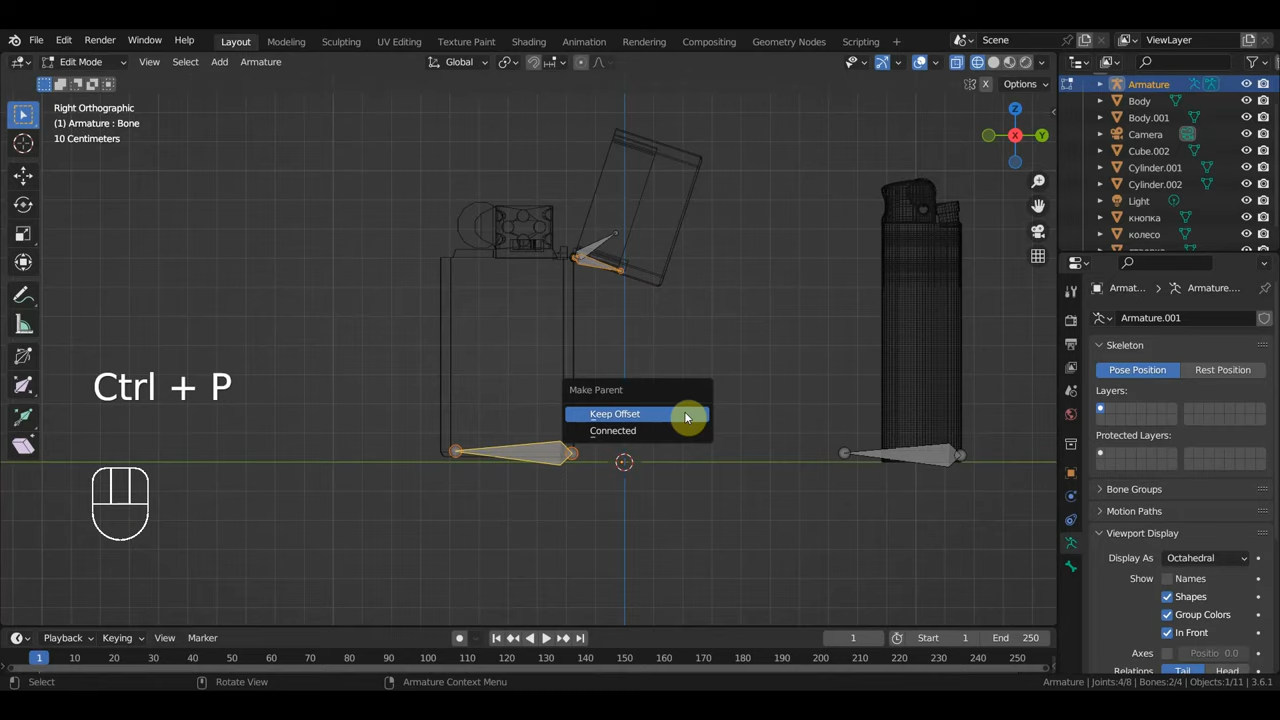 File Edit Render Window Help
Layout Modeling Sculpting UV Editing Texture Paint Shading Animation Rendering Compositing Geometry Nodes Scripting +
Scene
ViewLayer
Edit Mode View Select Add Armature
Global
X
Options
Right Orthographic
(1) Armature : Bone
10 Centimeters
Z
X
Y
Armature
Body
Body.001
Camera
Cube.002
Cylinder.001
Cylinder.002
Light
кнопка
колесо
Armat...
Armature....
Armature.001
Skeleton
Pose Position Rest Position
Layers:
Protected Layers:
Bone Groups
Motion Paths
Viewport Display
Display As Octahedral
Show Names
Shapes
Group Colors
In Front
Axes Positio 0.0
Relations Tail Head
Ctrl + P
Make Parent
Keep Offset
Connected
Playback Keying View Marker
1 Start 1 End 250
1 10 20 30 40 50 60 70 80 90 100 110 120 130 140 150 160 170 180 190 200 210 220 230 240 250
Select Rotate View Armature Context Menu
Armature | Joints:4/8 | Bones:2/4 | Objects:1/11 | 3.6.1